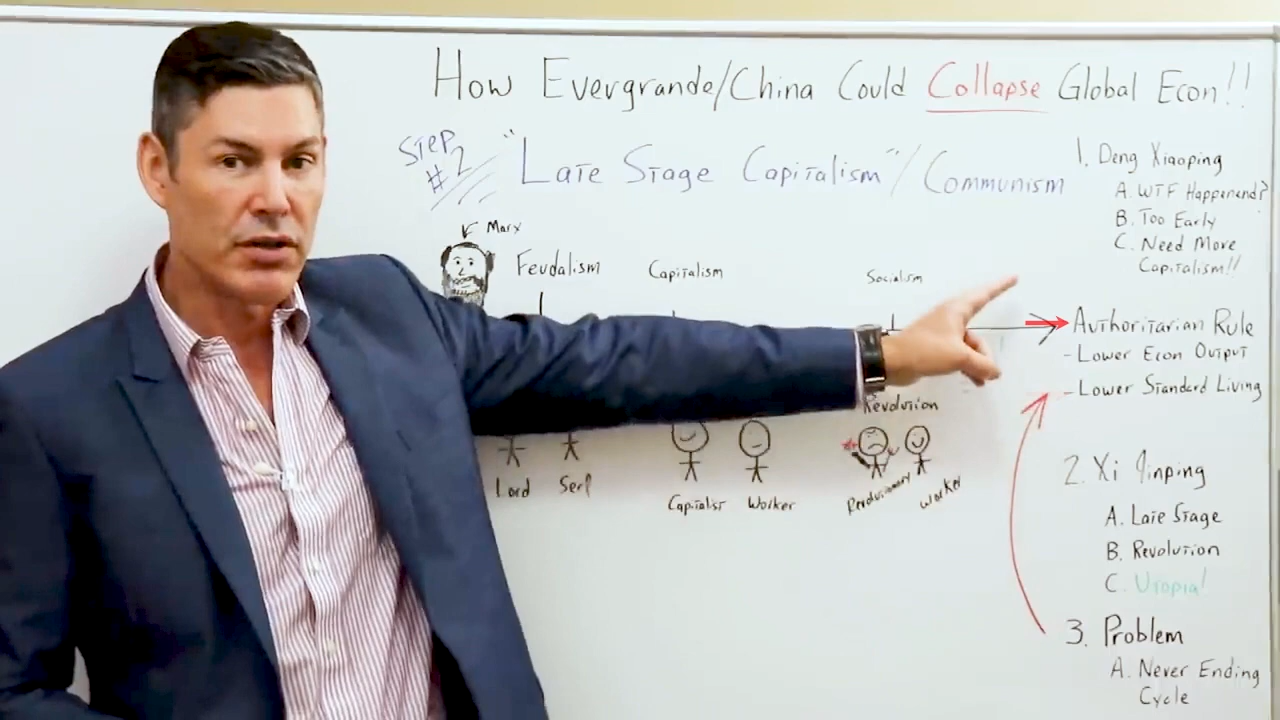 How Evergrande/China Could Collapse Global Econ!!
STEP #2
"Late Stage Capitalism"/Communism
Marx
Feudalism
Capitalism
Socialism
Revolution
Lord
Serf
Capitalist
Worker
Revolutionary
Worker
1. Deng Xiaoping
A. WTF Happenend?
B. Too Early
C. Need More
Capitalism!!
Authoritarian Rule
- Lower Econ Output
- Lower Standard Living
2. Xi Jinping
A. Late Stage
B. Revolution
C. Utopia!
3. Problem
A. Never Ending
Cycle